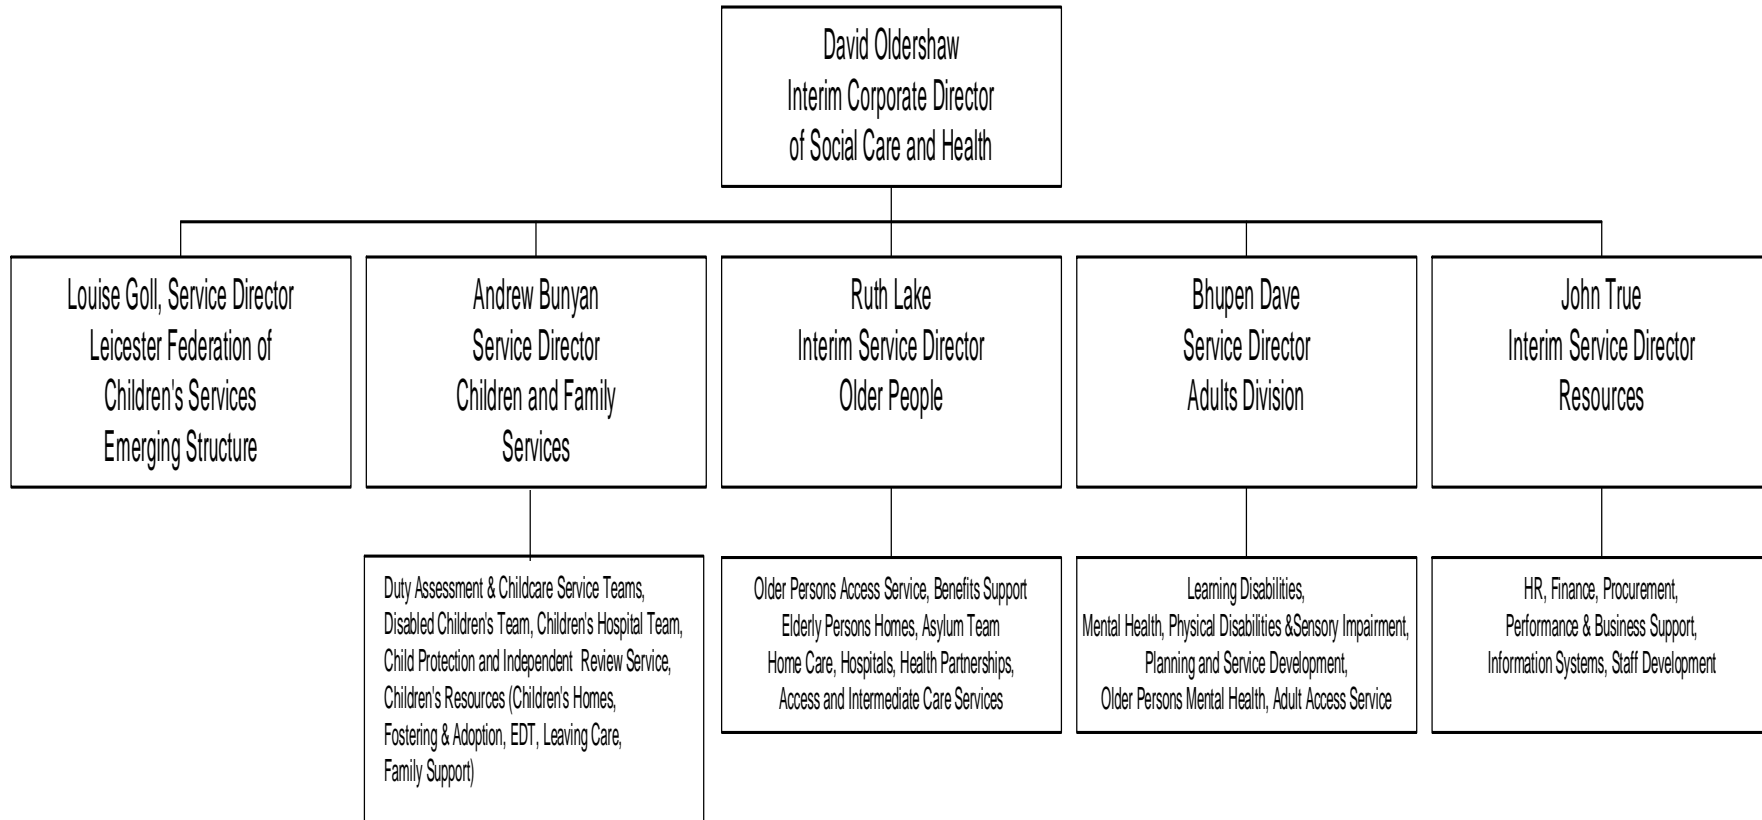 David Oldershaw
Interim Corporate Director
of Social Care and Health
Louise Goll, Service Director
Leicester Federation of
Children's Services
Emerging Structure
Andrew Bunyan
Service Director
Children and Family
Services
Ruth Lake
Interim Service Director
Older People
Bhupen Dave
Service Director
Adults Division
John True
Interim Service Director
Resources
Duty Assessment & Childcare Service Teams,
Disabled Children's Team, Children's Hospital Team,
Child Protection and Independent Review Service,
Children's Resources (Children's Homes,
Fostering & Adoption, EDT, Leaving Care,
Family Support)
Older Persons Access Service, Benefits Support
Elderly Persons Homes, Asylum Team
Home Care, Hospitals, Health Partnerships,
Access and Intermediate Care Services
Learning Disabilities,
Mental Health, Physical Disabilities &Sensory Impairment,
Planning and Service Development,
Older Persons Mental Health, Adult Access Service
HR, Finance, Procurement,
Performance & Business Support,
Information Systems, Staff Development